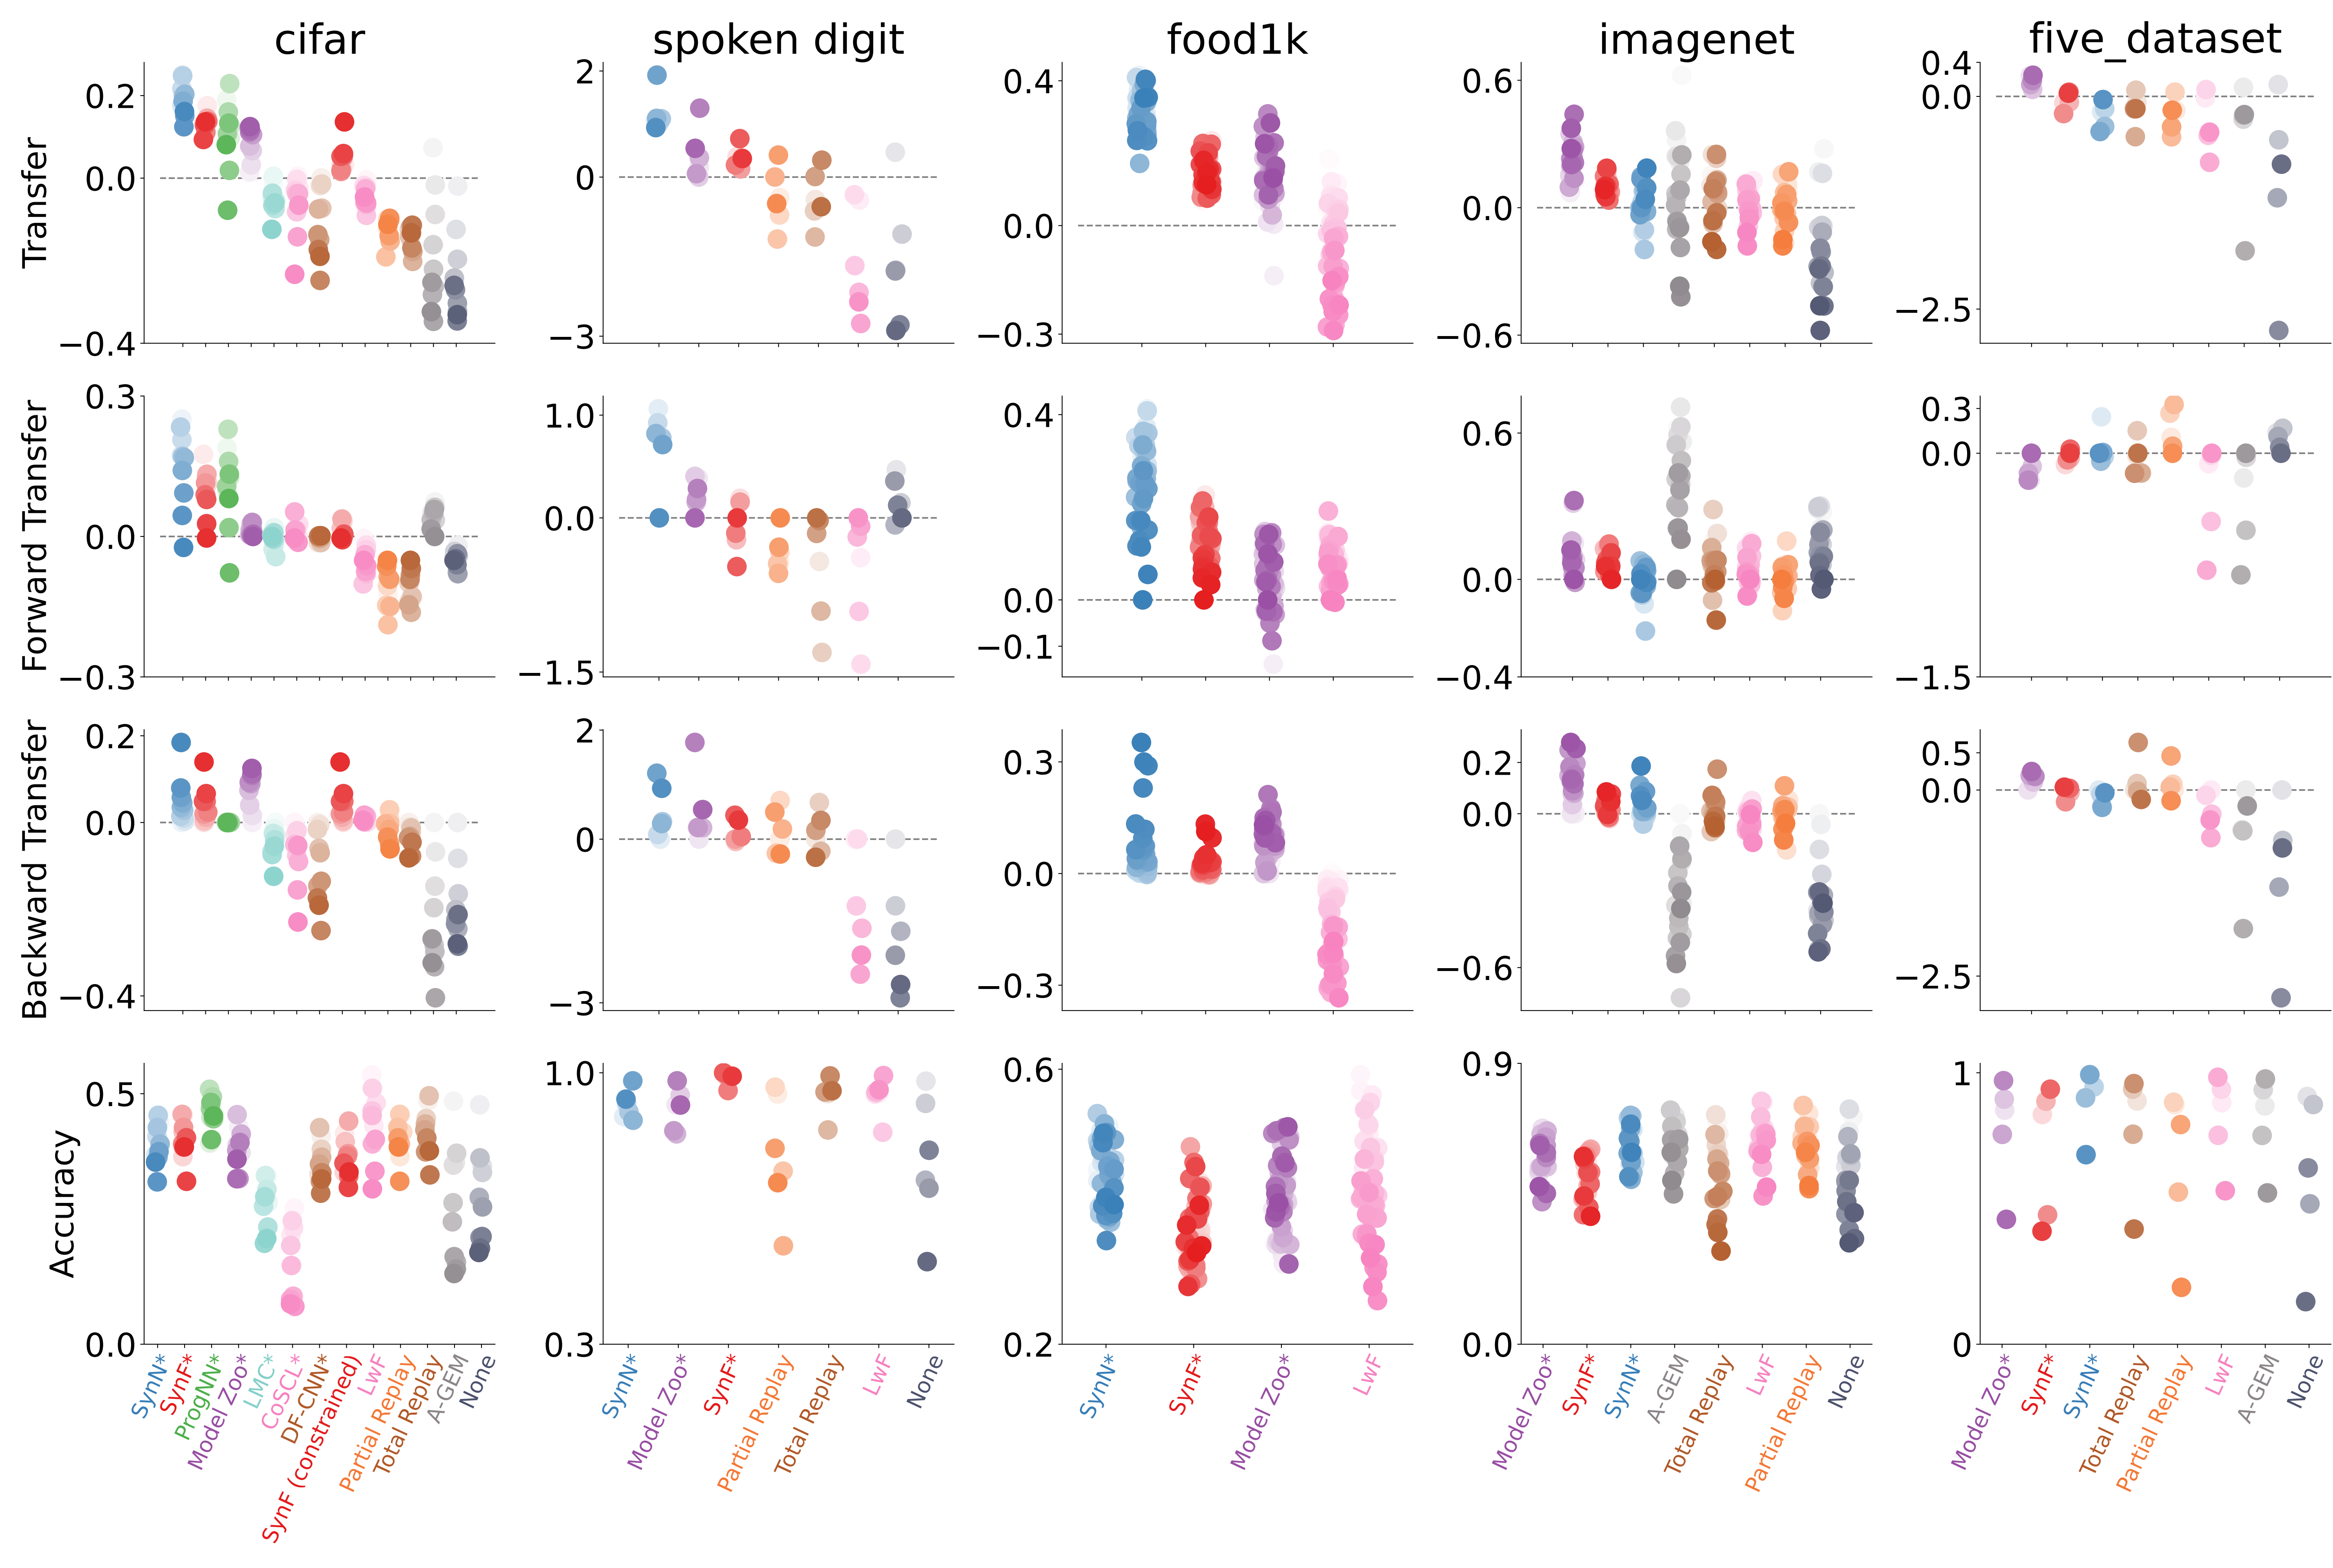 cifar
spoken digit
food1k
imagenet
five_dataset
Transfer
0.2
0.0
−0.4
2
0
−3
0.4
0.0
−0.3
0.6
0.0
−0.6
0.4
0.0
−2.5
Forward Transfer
0.3
0.0
−0.3
1.0
0.0
−1.5
0.4
0.0
−0.1
0.6
0.0
−0.4
0.3
0.0
−1.5
Backward Transfer
0.2
0.0
−0.4
2
0
−3
0.3
0.0
−0.3
0.2
0.0
−0.6
0.5
0.0
−2.5
Accuracy
0.5
0.0
1.0
0.3
0.6
0.2
0.9
0.0
1
0
SynN*
SynF*
ProgNN*
Model Zoo*
LMC*
CoSCL*
DF-CNN*
SynF (constrained)
LwF
Partial Replay
Total Replay
A-GEM
None
SynN*
Model Zoo*
SynF*
Partial Replay
Total Replay
LwF
None
SynN*
SynF*
Model Zoo*
LwF
Model Zoo*
SynF*
SynN*
A-GEM
Total Replay
LwF
Partial Replay
None
Model Zoo*
SynF*
SynN*
Total Replay
Partial Replay
LwF
A-GEM
None